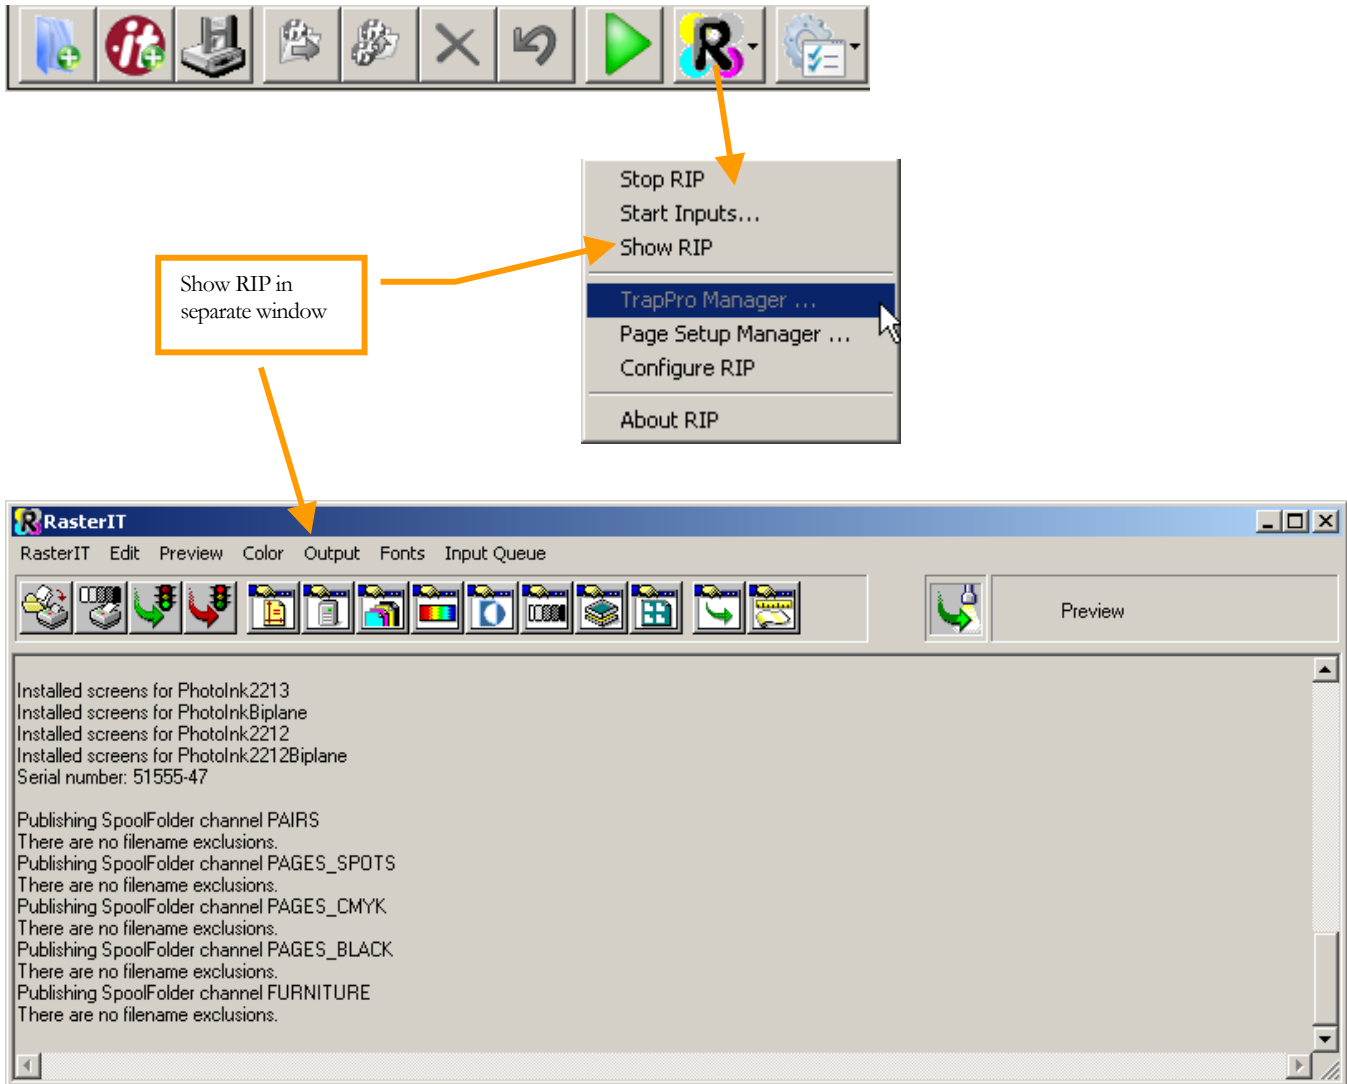 it
R
Stop RIP
Start Inputs...
Show RIP
Show RIP in
separate window
TrapPro Manager ...
Page Setup Manager ...
Configure RIP
About RIP
R RasterIT
RasterIT Edit Preview Color Output Fonts Input Queue
Preview
Installed screens for PhotoInk2213
Installed screens for PhotoInkBiplane
Installed screens for PhotoInk2212
Installed screens for PhotoInk2212Biplane
Serial number: 51555-47
Publishing SpoolFolder channel PAIRS
There are no filename exclusions.
Publishing SpoolFolder channel PAGES_SPOTS
There are no filename exclusions.
Publishing SpoolFolder channel PAGES_CMYK
There are no filename exclusions.
Publishing SpoolFolder channel PAGES_BLACK
There are no filename exclusions.
Publishing SpoolFolder channel FURNITURE
There are no filename exclusions.